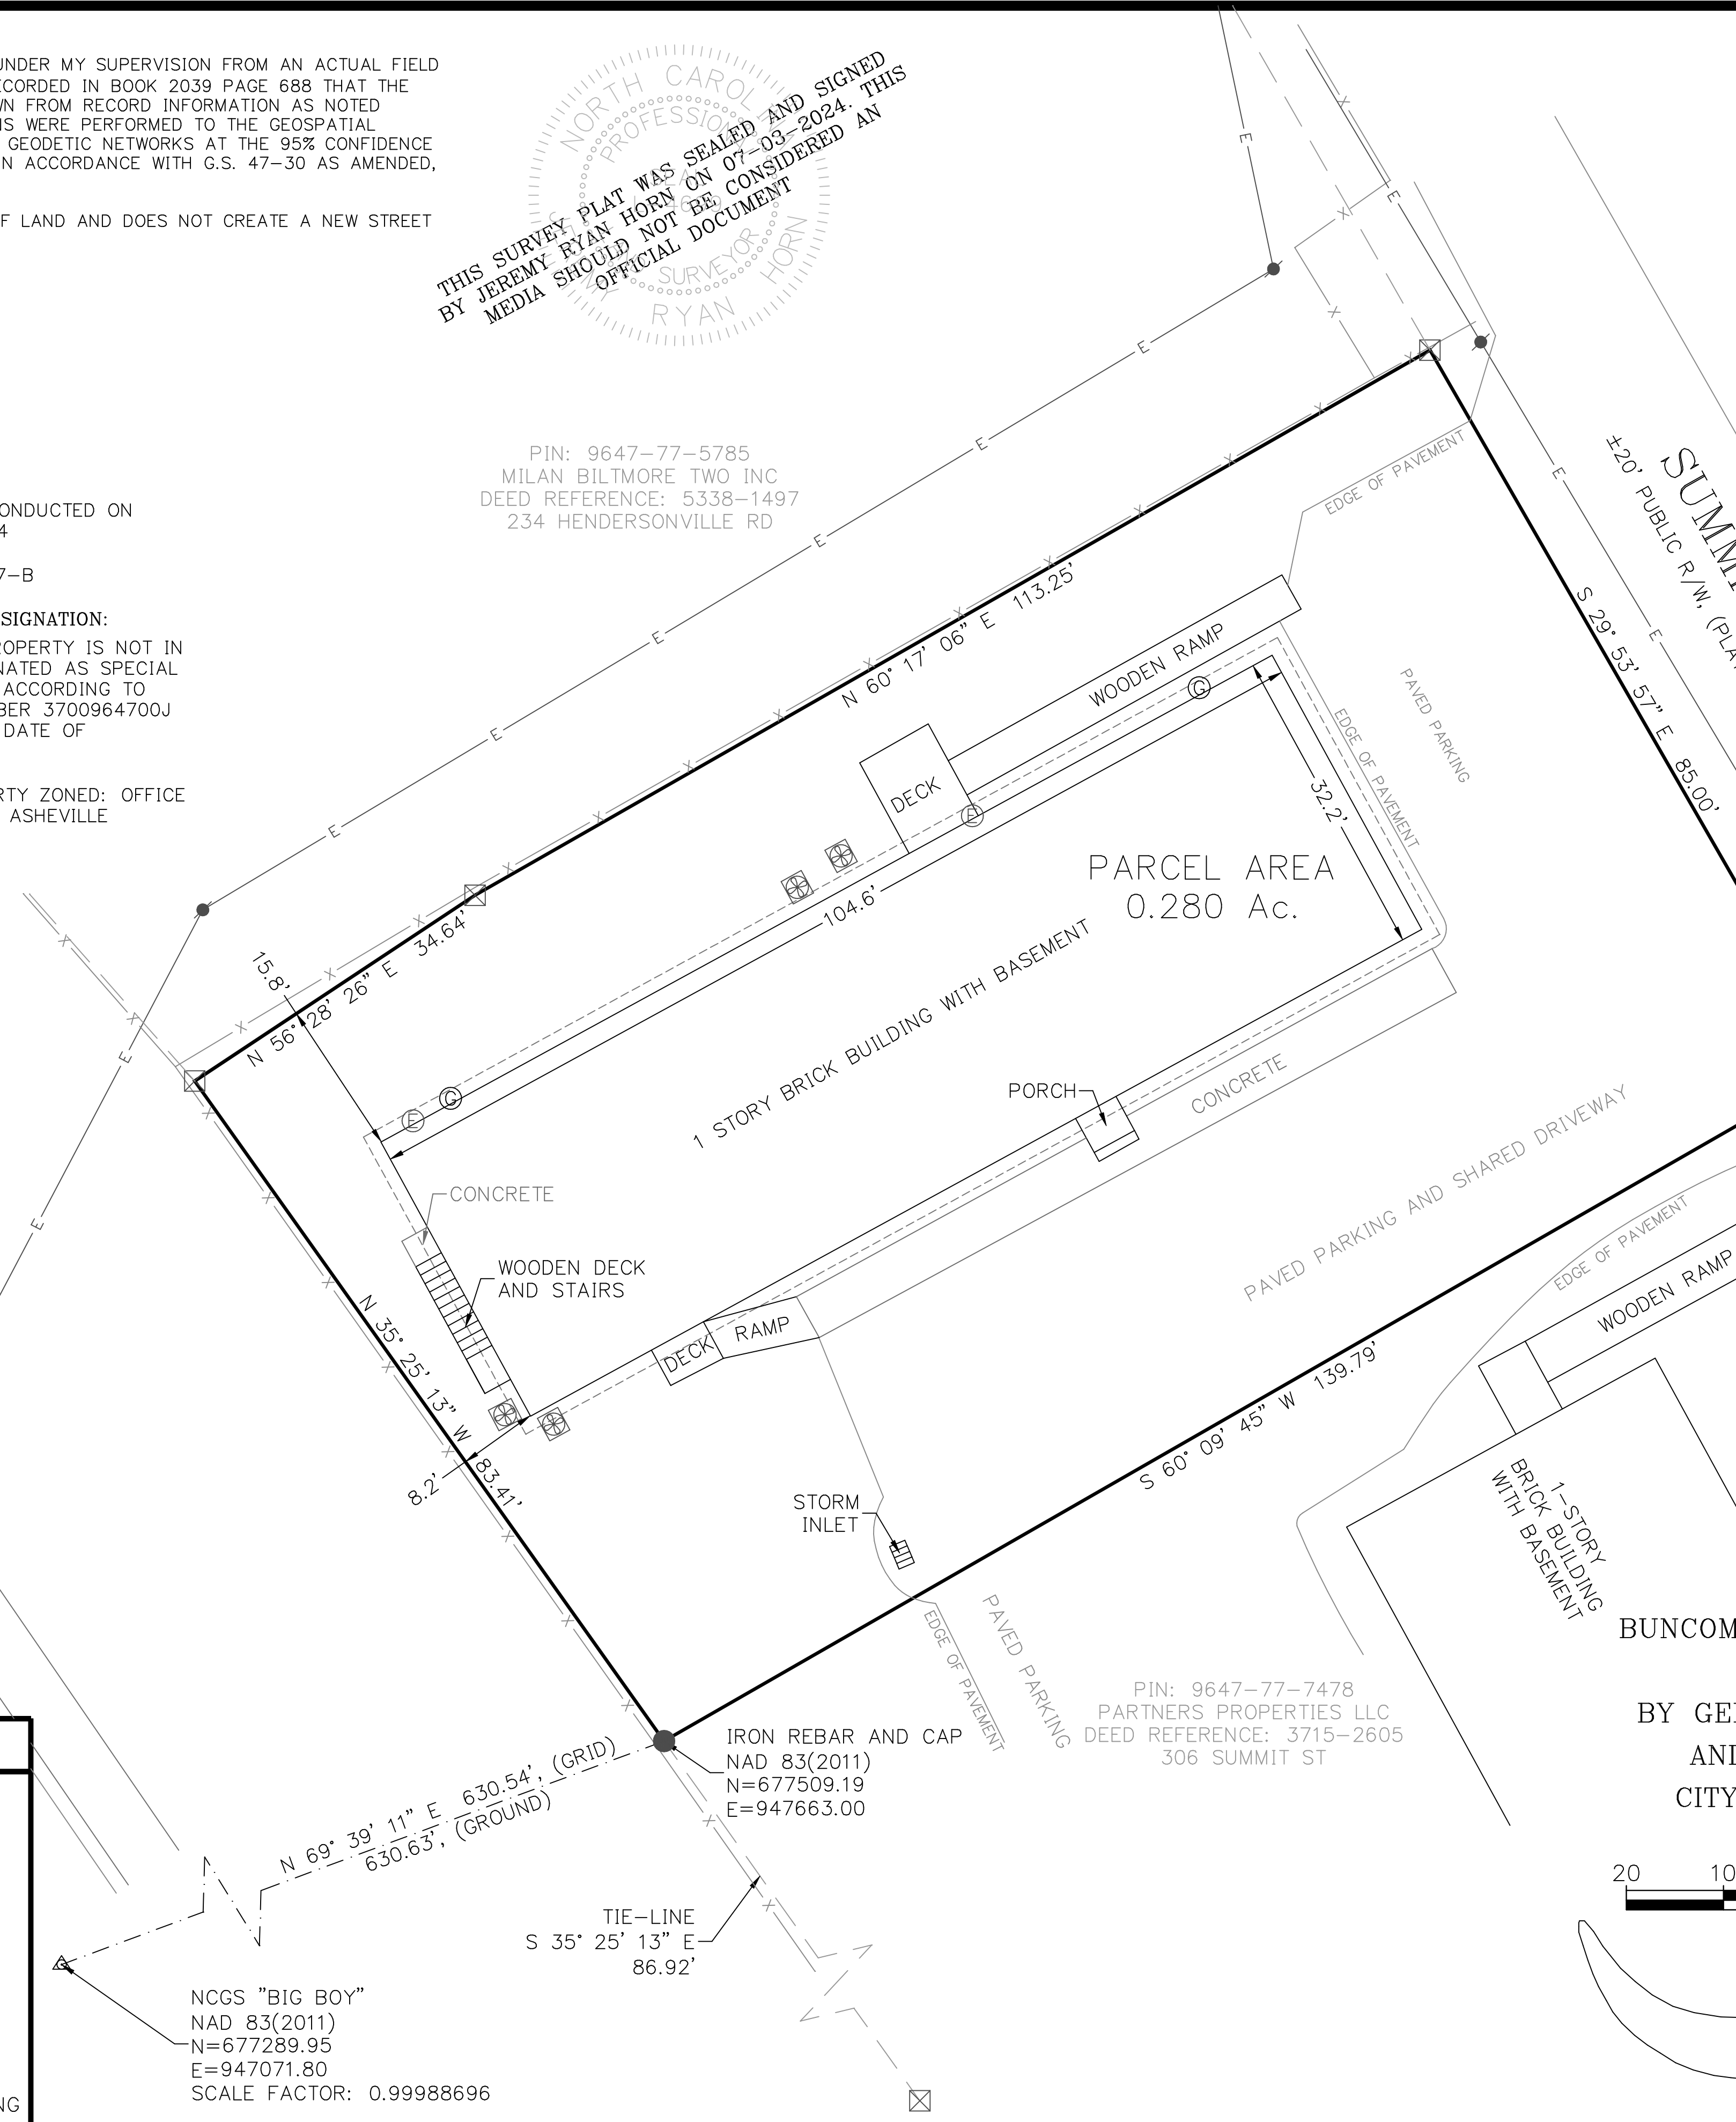 UNDER MY SUPERVISION FROM AN ACTUAL FIELD
ECORDED IN BOOK 2039 PAGE 688 THAT THE
WN FROM RECORD INFORMATION AS NOTED
NS WERE PERFORMED TO THE GEOSPATIAL
GEODETIC NETWORKS AT THE 95% CONFIDENCE
IN ACCORDANCE WITH G.S. 47-30 AS AMENDED,
OF LAND AND DOES NOT CREATE A NEW STREET
NORTH CAROL
PROFESSION
SEAL
SURVEYOR
RYAN HORN
THIS SURVEY PLAT WAS SEALED AND SIGNED
BY JEREMY RYAN HORN ON 07-03-2024. THIS
MEDIA SHOULD NOT BE CONSIDERED AN
OFFICIAL DOCUMENT
PIN: 9647-77-5785
MILAN BILTMORE TWO INC
DEED REFERENCE: 5338-1497
234 HENDERSONVILLE RD
CONDUCTED ON
4
7-B
SIGNATION:
ROPERTY IS NOT IN
NATED AS SPECIAL
ACCORDING TO
BER 3700964700J
DATE OF
RTY ZONED: OFFICE
ASHEVILLE
SUMMI
±20' PUBLIC R/W, (PLA
EDGE OF PAVEMENT
S 29° 53' 57" E 85.00'
N 60° 17' 06" E 113.25'
WOODEN RAMP
G
PAVED PARKING
EDGE OF PAVEMENT
DECK
E
32.2'
104.6'
PARCEL AREA
0.280 Ac.
1 STORY BRICK BUILDING WITH BASEMENT
15.8'
N 56° 28' 26" E 34.64'
G
E
PORCH
CONCRETE
PAVED PARKING AND SHARED DRIVEWAY
CONCRETE
WOODEN DECK
AND STAIRS
N 35° 25' 13" W 83.41'
DECK
RAMP
8.2'
S 60° 09' 45" W 139.79'
EDGE OF PAVEMENT
WOODEN RAMP
STORM
INLET
1-STORY
BRICK BUILDING
WITH BASEMENT
EDGE OF PAVEMENT
PAVED PARKING
BUNCOM
PIN: 9647-77-7478
PARTNERS PROPERTIES LLC
DEED REFERENCE: 3715-2605
306 SUMMIT ST
BY GE
AN
CITY
IRON REBAR AND CAP
NAD 83(2011)
N=677509.19
E=947663.00
N 69° 39' 11" E 630.54', (GRID)
630.63', (GROUND)
20 10
TIE-LINE
S 35° 25' 13" E
86.92'
NCGS "BIG BOY"
NAD 83(2011)
N=677289.95
E=947071.80
SCALE FACTOR: 0.99988696
NG